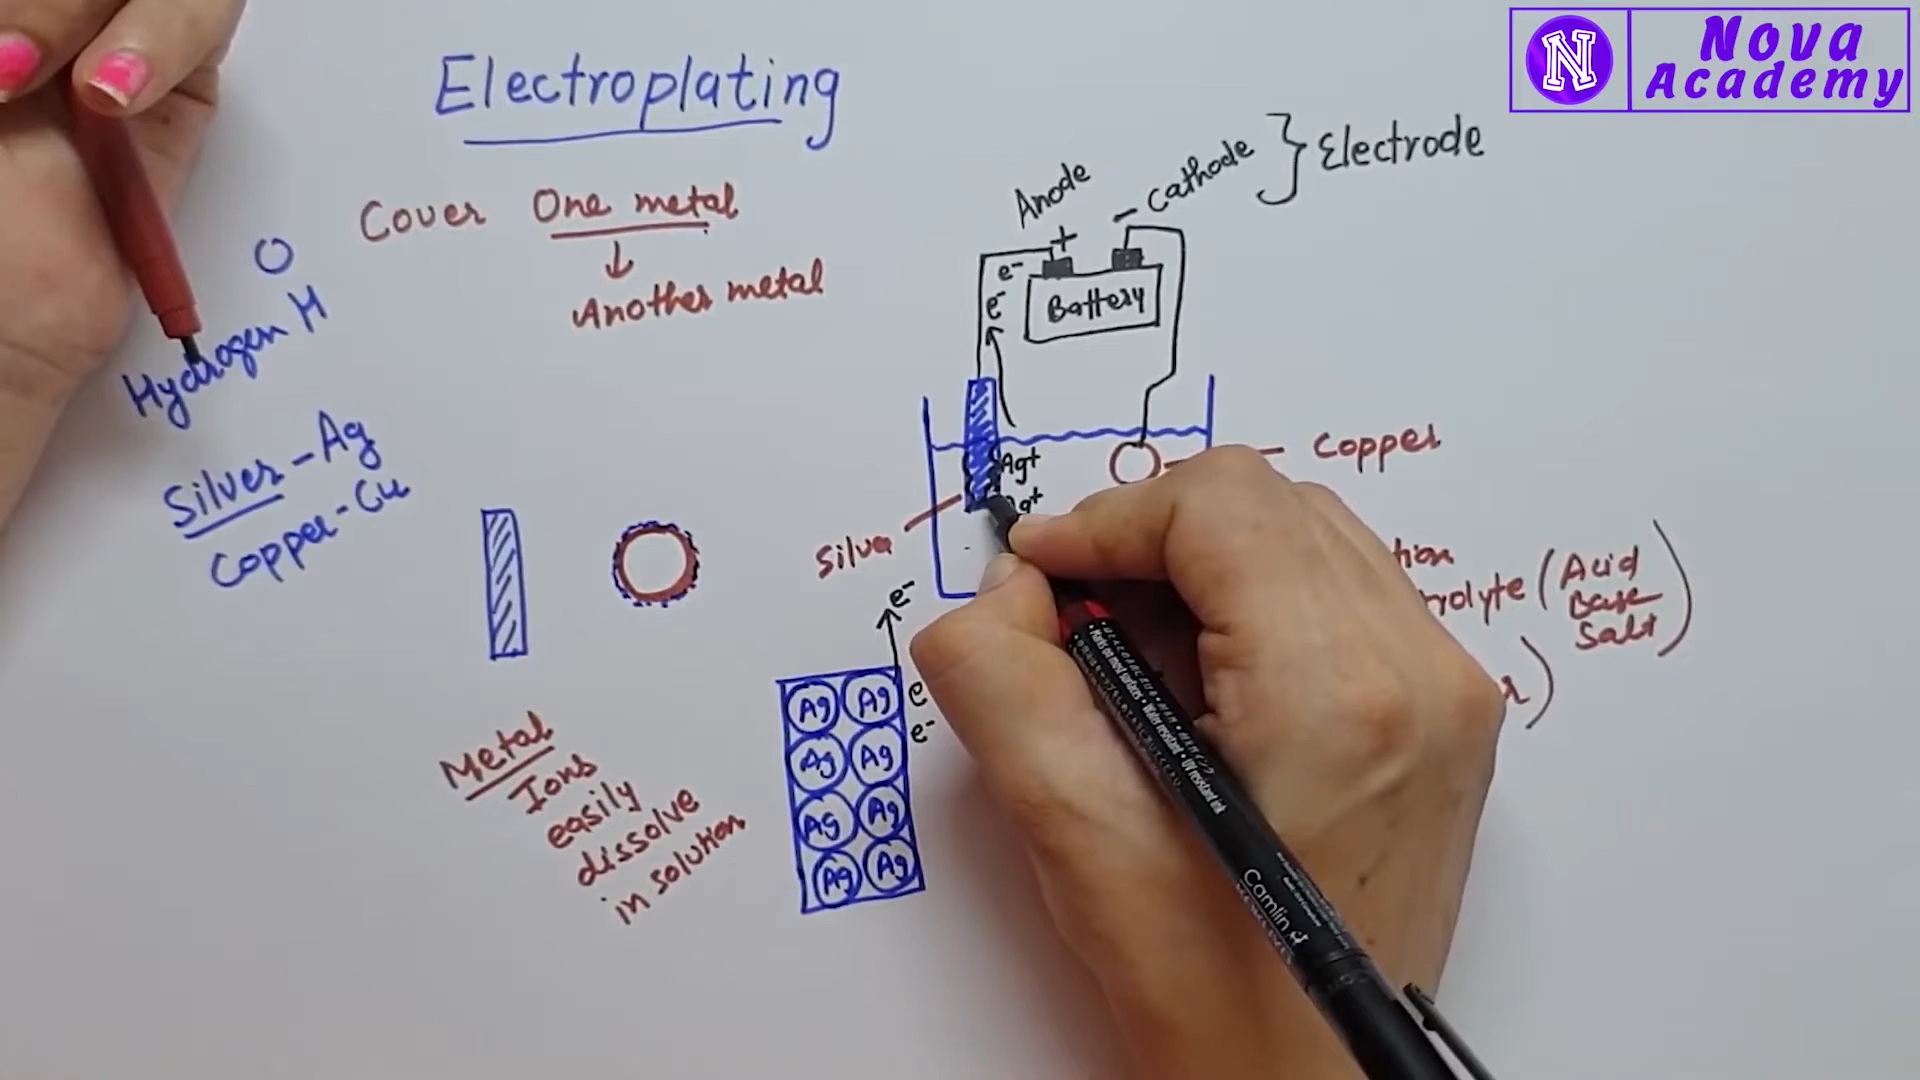 Nova
Academy
Electroplating
Cover One metal
Another metal
O
Hydrogen H
Silver - Ag
Copper - Cu
Metal
Ions
easily
dissolve
in solution
Anode
Cathode
Electrode
+
-
e-
e-
Battery
Ag+
Ag+
Copper
Silver
e-
e
e-
Ag Ag
Ag Ag
Ag Ag
Ag Ag
(Acid
Base
Salt)
Camlin